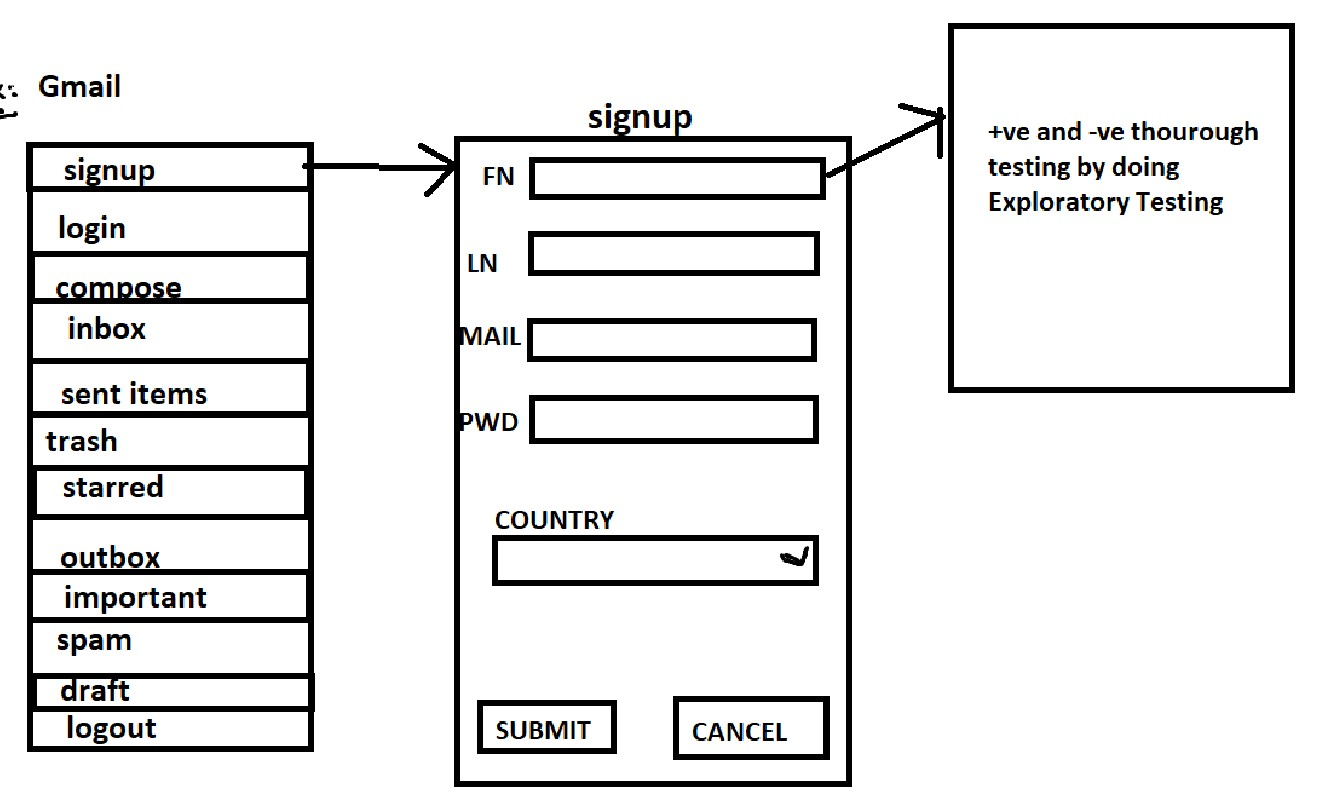 Gmail
signup
login
compose
inbox
sent items
trash
starred
outbox
important
spam
draft
logout
signup
FN
LN
MAIL
PWD
COUNTRY
SUBMIT
CANCEL
+ve and -ve thourough
testing by doing
Exploratory Testing